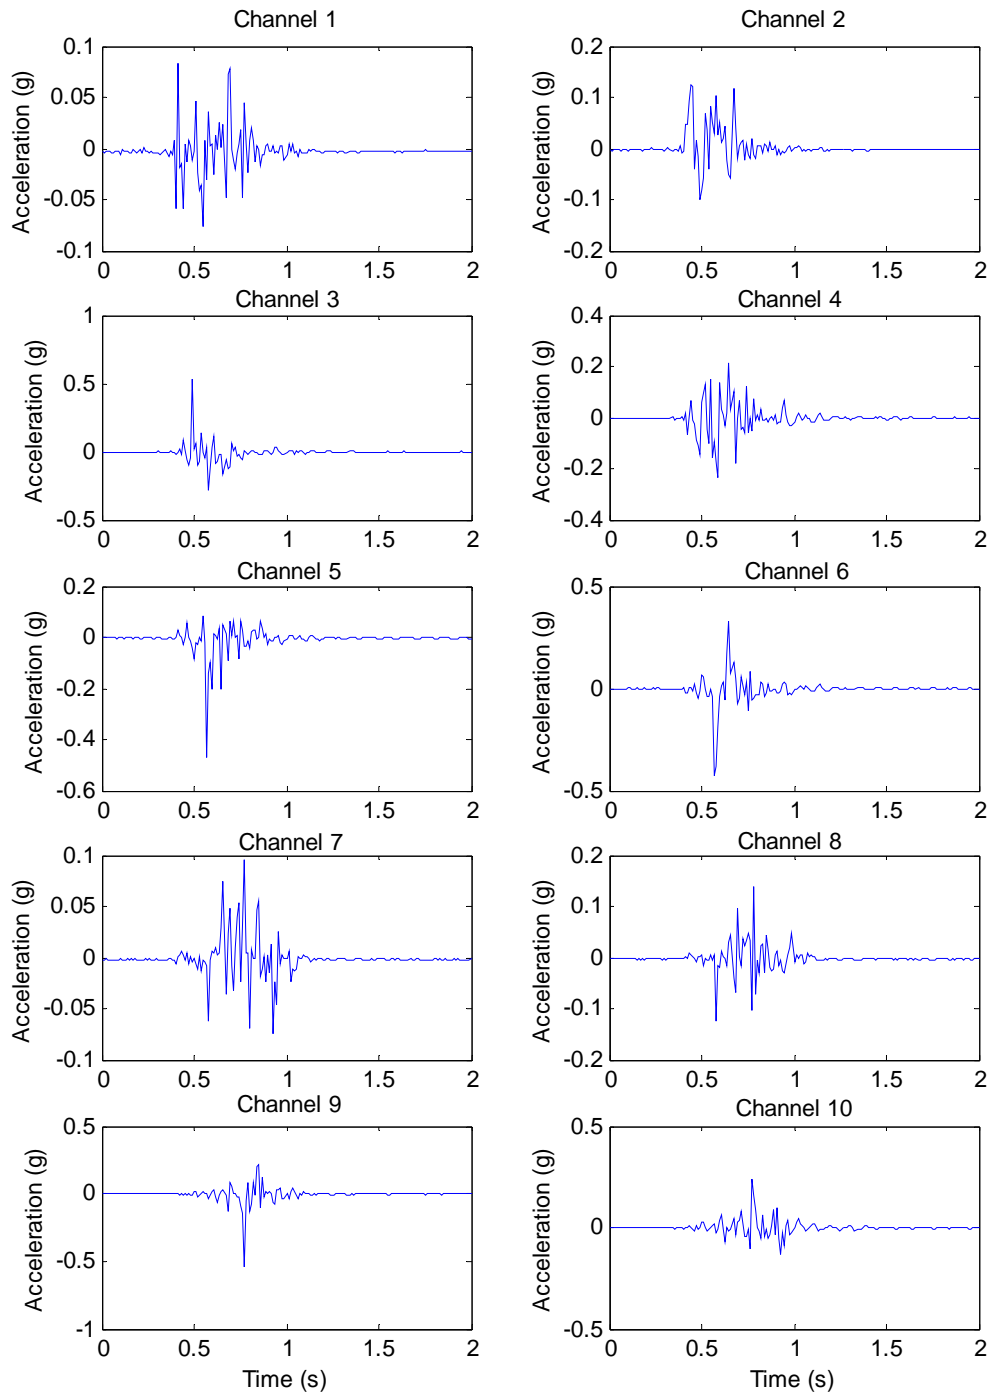 Channel 1
Acceleration (g)
0.1
0.05
0
-0.05
-0.1
0 0.5 1 1.5 2
Channel 2
Acceleration (g)
0.2
0.1
0
-0.1
-0.2
0 0.5 1 1.5 2
Channel 3
Acceleration (g)
1
0.5
0
-0.5
0 0.5 1 1.5 2
Channel 4
Acceleration (g)
0.4
0.2
0
-0.2
-0.4
0 0.5 1 1.5 2
Channel 5
Acceleration (g)
0.2
0
-0.2
-0.4
-0.6
0 0.5 1 1.5 2
Channel 6
Acceleration (g)
0.5
0
-0.5
0 0.5 1 1.5 2
Channel 7
Acceleration (g)
0.1
0.05
0
-0.05
-0.1
0 0.5 1 1.5 2
Channel 8
Acceleration (g)
0.2
0.1
0
-0.1
-0.2
0 0.5 1 1.5 2
Channel 9
Acceleration (g)
0.5
0
-0.5
-1
0 0.5 1 1.5 2
Time (s)
Channel 10
Acceleration (g)
0.5
0
-0.5
0 0.5 1 1.5 2
Time (s)